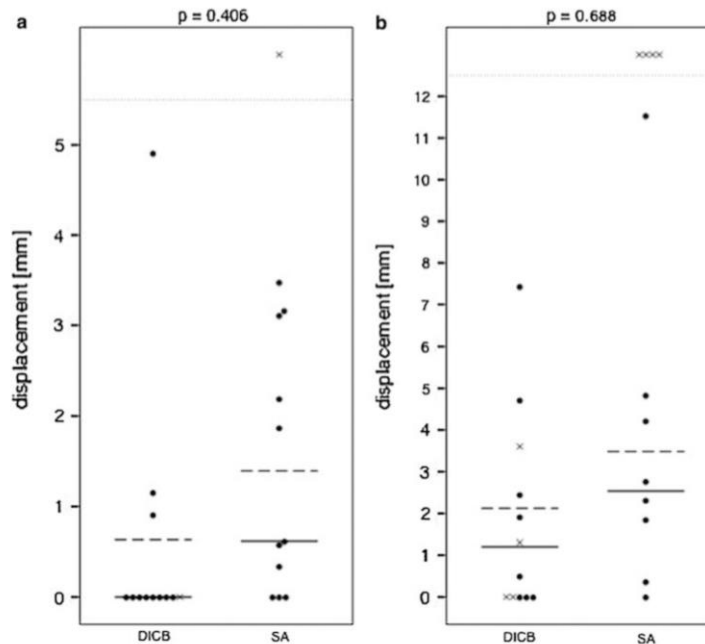 a
p = 0.406
displacement [mm]
5
4
3
2
1
0
DICB
SA
b
p = 0.688
displacement [mm]
12
11
10
9
8
7
6
5
4
3
2
1
0
DICB
SA